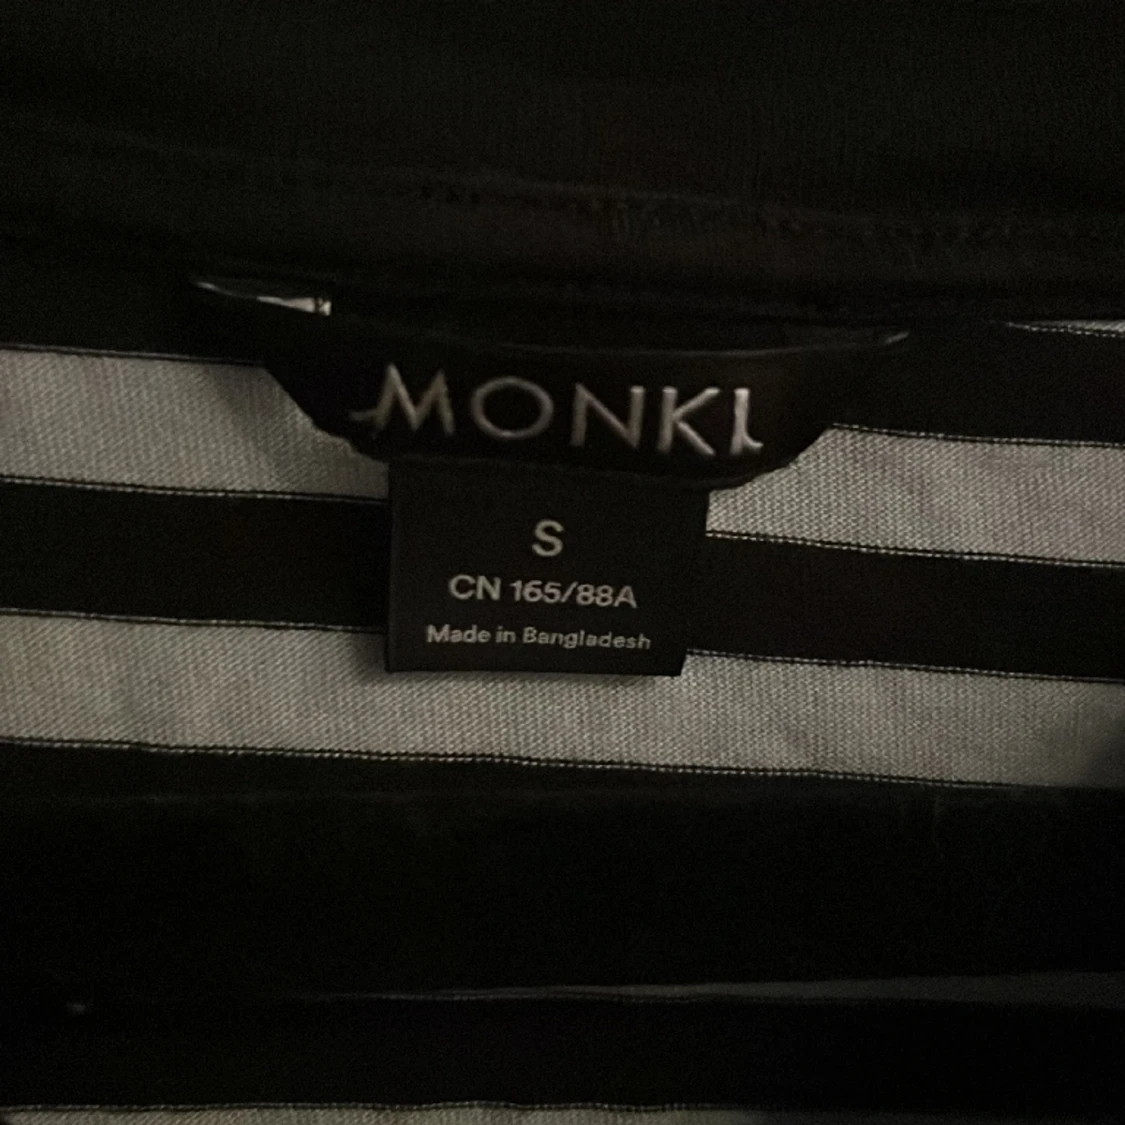 MONKI
S
CN 165/88A
Made in Bangladesh